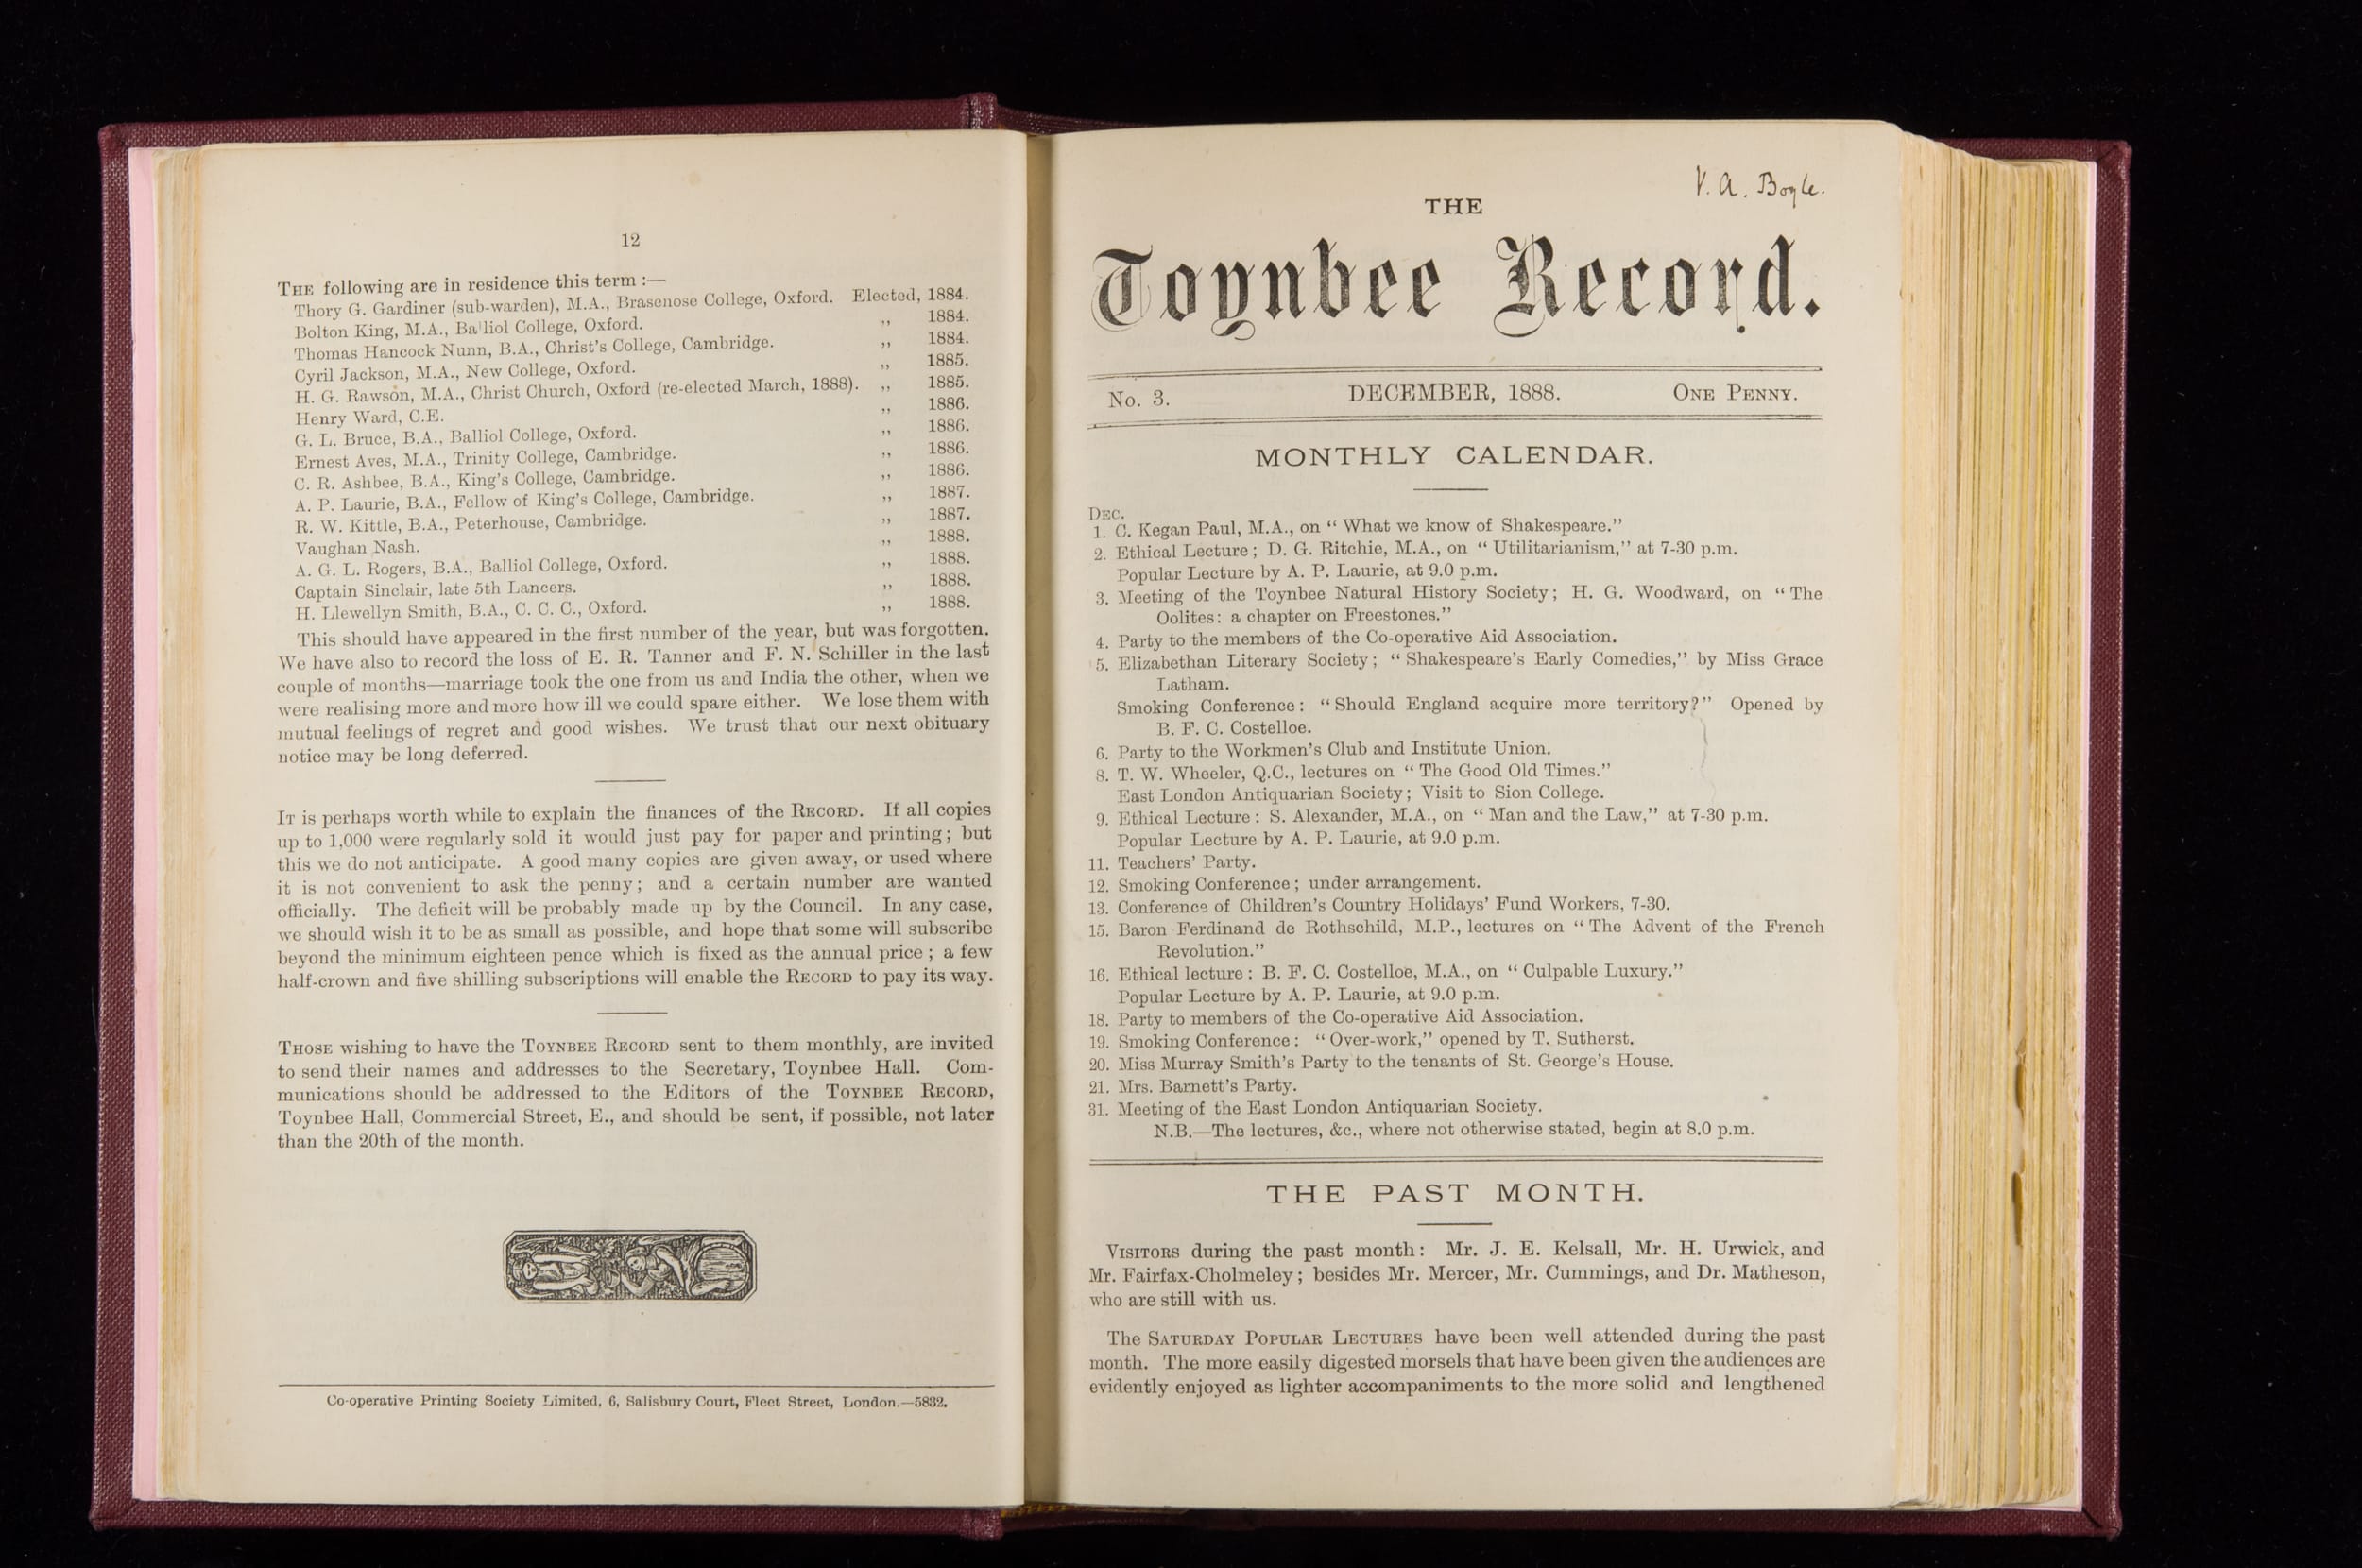 12
THE following are in residence this term :—
Thory G. Gardiner (sub-warden), M.A., Brasenose College, Oxford. Elected, 1884.
Bolton King, M.A., Balliol College, Oxford. ,, 1884.
Thomas Hancock Nunn, B.A., Christ's College, Cambridge. ,, 1884.
Cyril Jackson, M.A., New College, Oxford. ,, 1885.
H. G. Rawson, M.A., Christ Church, Oxford (re-elected March, 1888). ,, 1885.
Henry Ward, C.E. ,, 1886.
G. L. Bruce, B.A., Balliol College, Oxford. ,, 1886.
Ernest Aves, M.A., Trinity College, Cambridge. ,, 1886.
C. R. Ashbee, B.A., King's College, Cambridge. ,, 1886.
A. P. Laurie, B.A., Fellow of King's College, Cambridge. ,, 1887.
R. W. Kittle, B.A., Peterhouse, Cambridge. ,, 1887.
Vaughan Nash. ,, 1888.
A. G. L. Rogers, B.A., Balliol College, Oxford. ,, 1888.
Captain Sinclair, late 5th Lancers. ,, 1888.
H. Llewellyn Smith, B.A., C. C. C., Oxford. ,, 1888.
This should have appeared in the first number of the year, but was forgotten.
We have also to record the loss of E. R. Tanner and F. N. Schiller in the last
couple of months—marriage took the one from us and India the other, when we
were realising more and more how ill we could spare either. We lose them with
mutual feelings of regret and good wishes. We trust that our next obituary
notice may be long deferred.
IT is perhaps worth while to explain the finances of the RECORD. If all copies
up to 1,000 were regularly sold it would just pay for paper and printing; but
this we do not anticipate. A good many copies are given away, or used where
it is not convenient to ask the penny; and a certain number are wanted
officially. The deficit will be probably made up by the Council. In any case,
we should wish it to be as small as possible, and hope that some will subscribe
beyond the minimum eighteen pence which is fixed as the annual price; a few
half-crown and five shilling subscriptions will enable the RECORD to pay its way.
THOSE wishing to have the TOYNBEE RECORD sent to them monthly, are invited
to send their names and addresses to the Secretary, Toynbee Hall. Com-
munications should be addressed to the Editors of the TOYNBEE RECORD,
Toynbee Hall, Commercial Street, E., and should be sent, if possible, not later
than the 20th of the month.
Co-operative Printing Society Limited, 6, Salisbury Court, Fleet Street, London.—5832.
V. A. Boyle.
THE
Toynbee Record.
No. 3. DECEMBER, 1888. ONE PENNY.
MONTHLY CALENDAR.
DEC.
1. C. Kegan Paul, M.A., on "What we know of Shakespeare."
2. Ethical Lecture; D. G. Ritchie, M.A., on "Utilitarianism," at 7-30 p.m.
Popular Lecture by A. P. Laurie, at 9.0 p.m.
3. Meeting of the Toynbee Natural History Society; H. G. Woodward, on "The
Oolites: a chapter on Freestones."
4. Party to the members of the Co-operative Aid Association.
5. Elizabethan Literary Society; "Shakespeare's Early Comedies," by Miss Grace
Latham.
Smoking Conference: "Should England acquire more territory?" Opened by
B. F. C. Costelloe.
6. Party to the Workmen's Club and Institute Union.
8. T. W. Wheeler, Q.C., lectures on "The Good Old Times."
East London Antiquarian Society; Visit to Sion College.
9. Ethical Lecture: S. Alexander, M.A., on "Man and the Law," at 7-30 p.m.
Popular Lecture by A. P. Laurie, at 9.0 p.m.
11. Teachers' Party.
12. Smoking Conference; under arrangement.
13. Conference of Children's Country Holidays' Fund Workers, 7-30.
15. Baron Ferdinand de Rothschild, M.P., lectures on "The Advent of the French
Revolution."
16. Ethical lecture: B. F. C. Costelloe, M.A., on "Culpable Luxury."
Popular Lecture by A. P. Laurie, at 9.0 p.m.
18. Party to members of the Co-operative Aid Association.
19. Smoking Conference: "Over-work," opened by T. Sutherst.
20. Miss Murray Smith's Party to the tenants of St. George's House.
21. Mrs. Barnett's Party.
31. Meeting of the East London Antiquarian Society.
N.B.—The lectures, &c., where not otherwise stated, begin at 8.0 p.m.
THE PAST MONTH.
VISITORS during the past month: Mr. J. E. Kelsall, Mr. H. Urwick, and
Mr. Fairfax-Cholmeley; besides Mr. Mercer, Mr. Cummings, and Dr. Matheson,
who are still with us.
The SATURDAY POPULAR LECTURES have been well attended during the past
month. The more easily digested morsels that have been given the audiences are
evidently enjoyed as lighter accompaniments to the more solid and lengthened